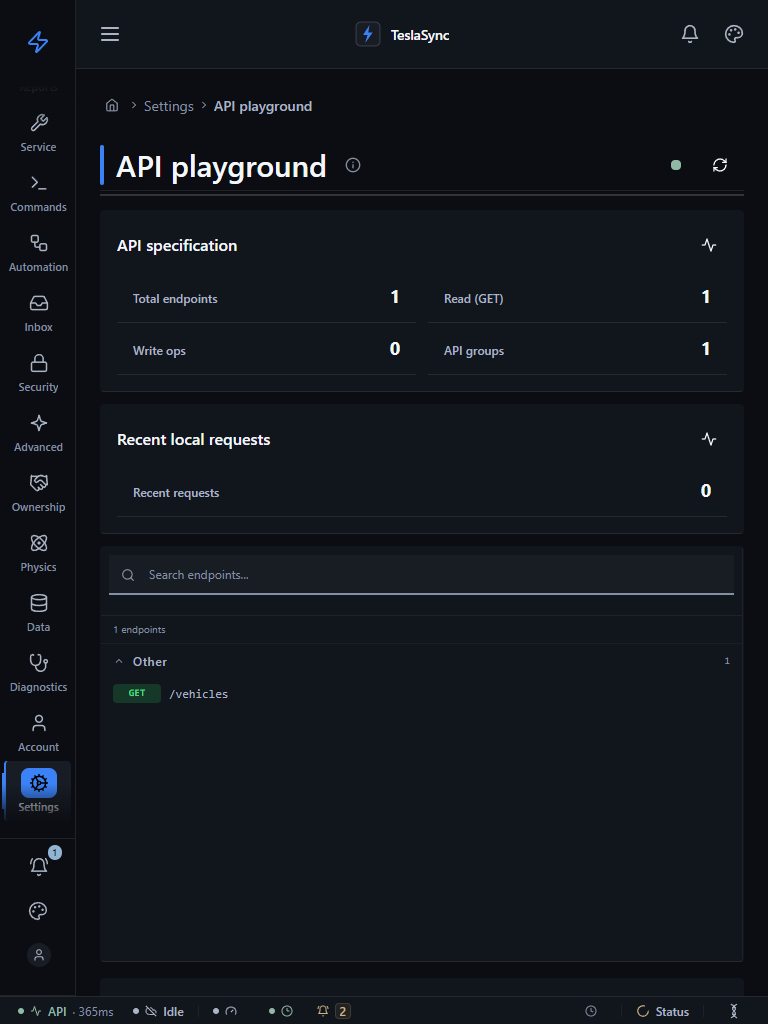 TeslaSync
Settings
API playground
API playground
API specification
Total endpoints
1
Read (GET)
1
Write ops
0
API groups
1
Recent local requests
Recent requests
0
Search endpoints...
1 endpoints
Other
1
GET
/vehicles
Service
Commands
Automation
Inbox
Security
Advanced
Ownership
Physics
Data
Diagnostics
Account
Settings
1
API · 365ms
Idle
2
Status